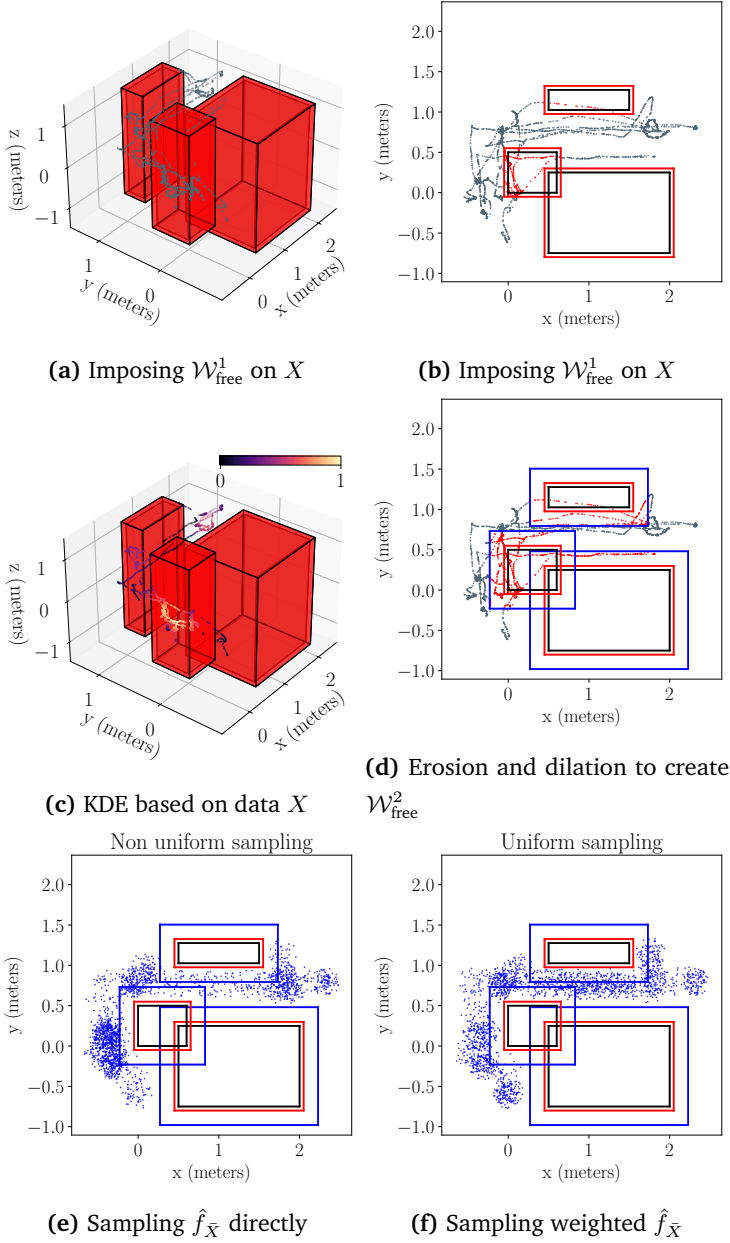 z (meters)
1
0
−1
1
0
y (meters)
0
1
2
x (meters)
2.0
1.5
1.0
0.5
0.0
−0.5
−1.0
y (meters)
0
1
2
x (meters)
(a) Imposing 𝒲¹_free on X
(b) Imposing 𝒲¹_free on X
0
1
z (meters)
1
0
−1
1
0
y (meters)
0
1
2
x (meters)
2.0
1.5
1.0
0.5
0.0
−0.5
−1.0
y (meters)
0
1
2
x (meters)
(c) KDE based on data X
(d) Erosion and dilation to create
𝒲²_free
Non uniform sampling
2.0
1.5
1.0
0.5
0.0
−0.5
−1.0
y (meters)
0
1
2
x (meters)
Uniform sampling
2.0
1.5
1.0
0.5
0.0
−0.5
−1.0
y (meters)
0
1
2
x (meters)
(e) Sampling f̂_X̄ directly
(f) Sampling weighted f̂_X̄